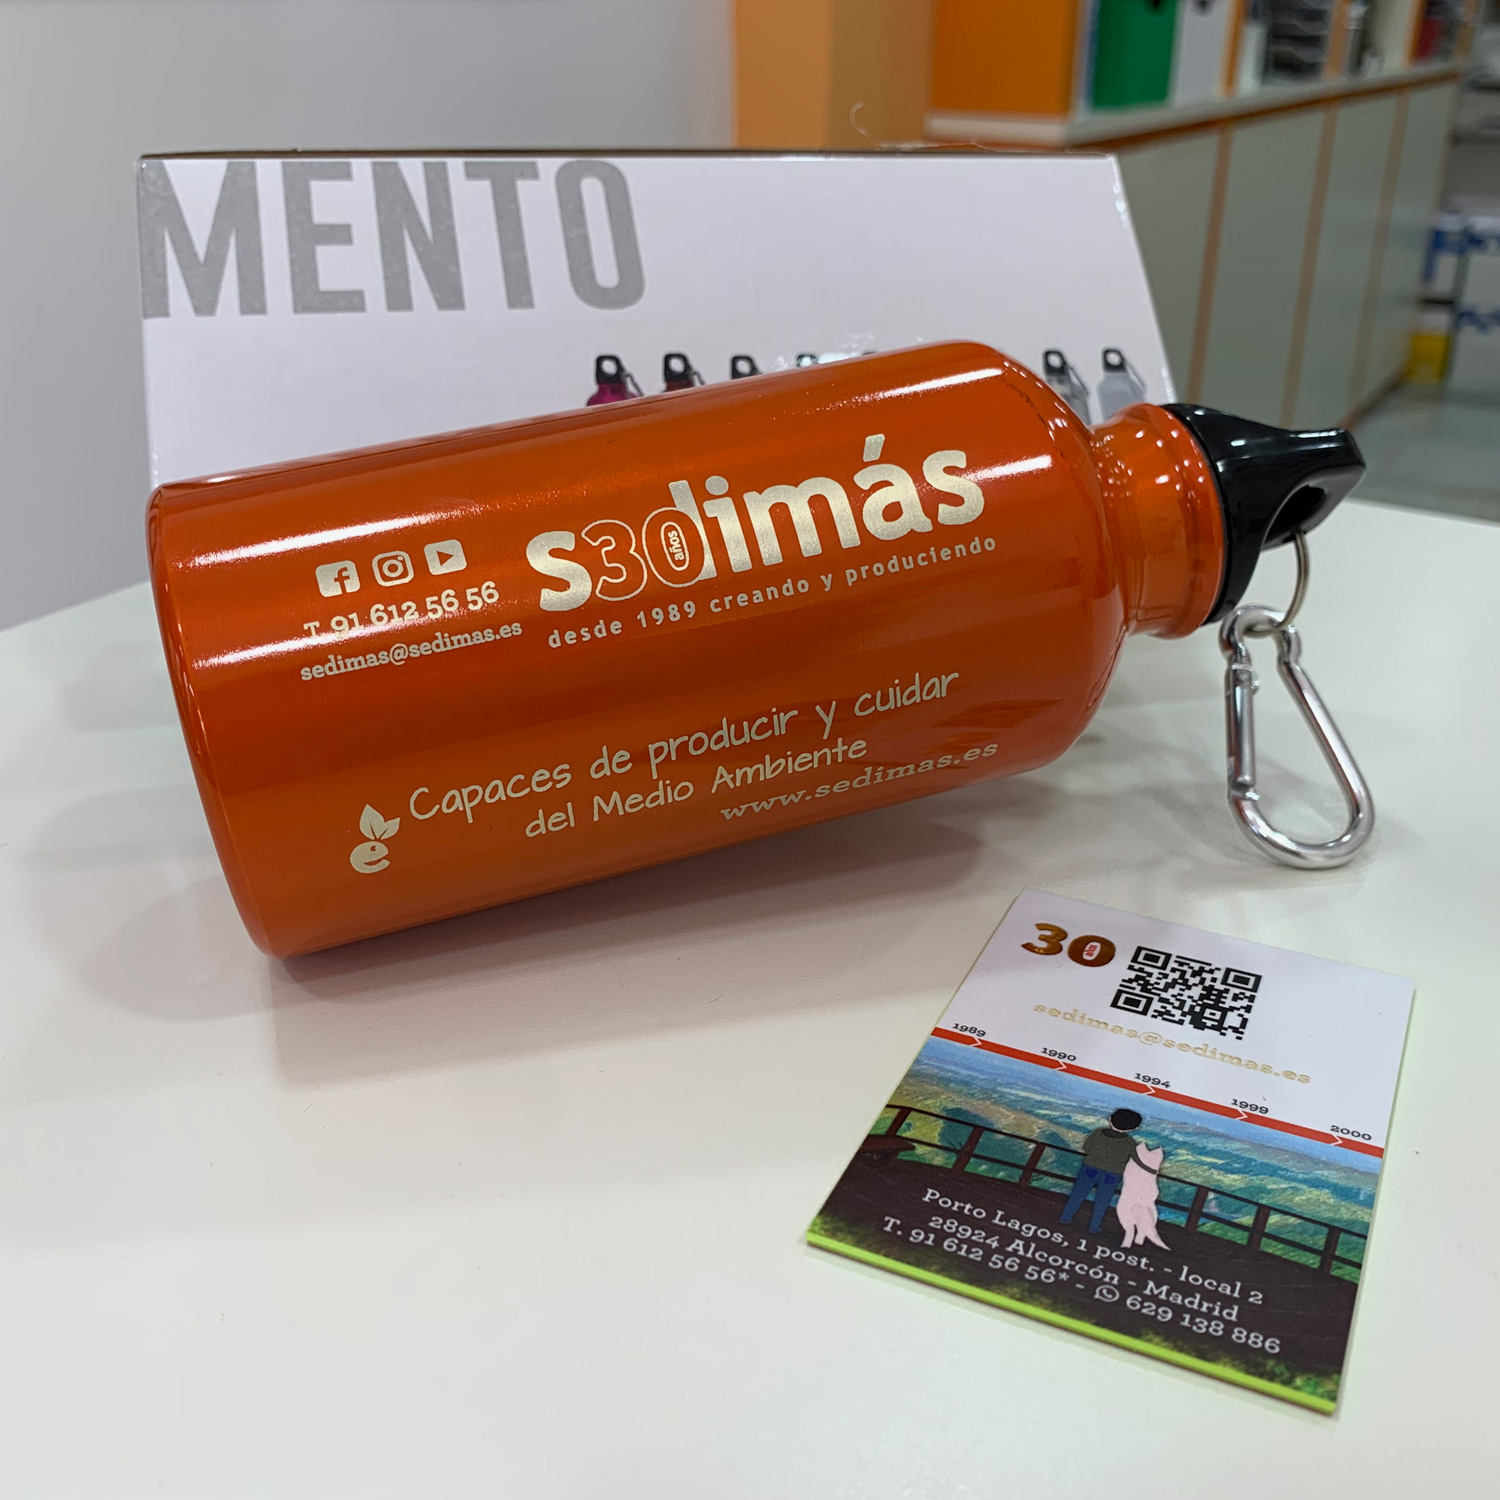 MENTO
s30dimás
años
desde 1989 creando y produciendo
T 91 612 56 56
sedimas@sedimas.es
Capaces de producir y cuidar
del Medio Ambiente
www.sedimas.es
e
30
años
sedimas@sedimas.es
1989
1990
1994
1999
2000
Porto Lagos, 1 post. - local 2
28924 Alcorcón - Madrid
T. 91 612 56 56* - 629 138 886